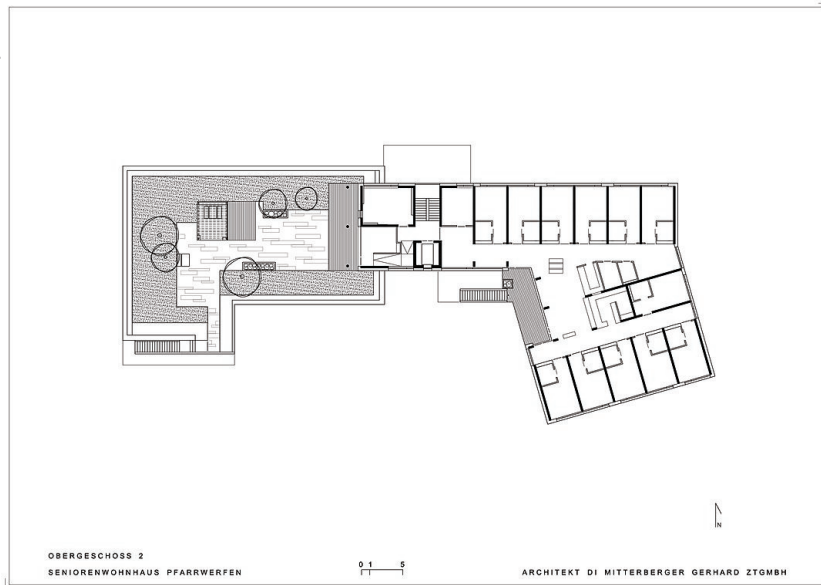 N
OBERGESCHOSS 2
SENIORENWOHNHAUS PFARRWERFEN
0 1 5
ARCHITEKT DI MITTERBERGER GERHARD ZTGMBH